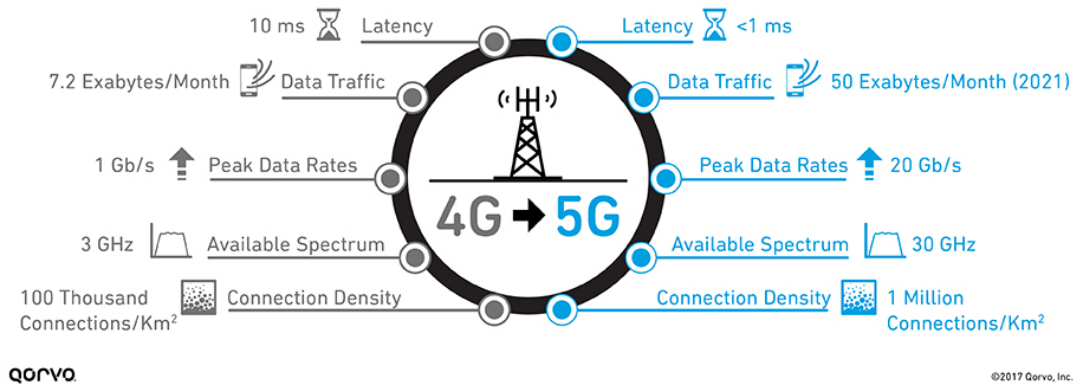 10 ms Latency
Latency <1 ms
7.2 Exabytes/Month Data Traffic
Data Traffic 50 Exabytes/Month (2021)
1 Gb/s Peak Data Rates
Peak Data Rates 20 Gb/s
4G 5G
3 GHz Available Spectrum
Available Spectrum 30 GHz
100 Thousand
Connections/Km²
Connection Density
Connection Density
1 Million
Connections/Km²
QORVO
©2017 Qorvo, Inc.